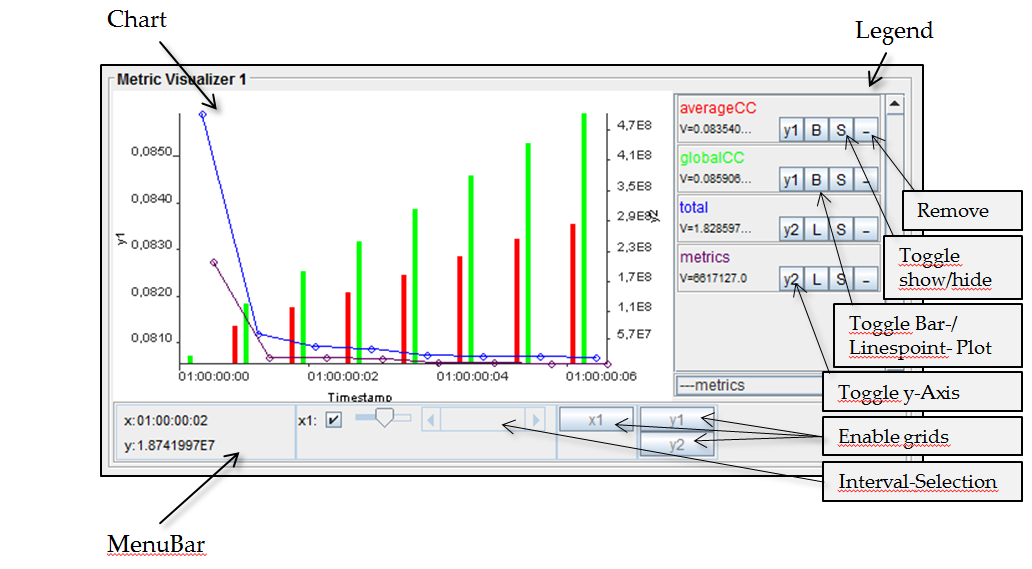 Chart
Legend
Metric Visualizer 1
0,0850
0,0840
0,0830
0,0820
0,0810
y1
4,7E8
4,1E8
3,5E8
2,9E8
2,3E8
1,7E8
1,1E8
5,7E7
y2
01:00:00:00 01:00:00:02 01:00:00:04 01:00:00:06
Timestamp
averageCC
V=0.083540... y1 B S –
globalCC
V=0.085906... y1 B S –
total
V=1.828597... y2 L S –
metrics
V=6617127.0 y2 L S –
---metrics
Remove
Toggle
show/hide
Toggle Bar-/
Linespoint- Plot
Toggle y-Axis
Enable grids
Interval-Selection
x:01:00:00:02
y:1.8741997E7
x1:
x1
y1
y2
MenuBar